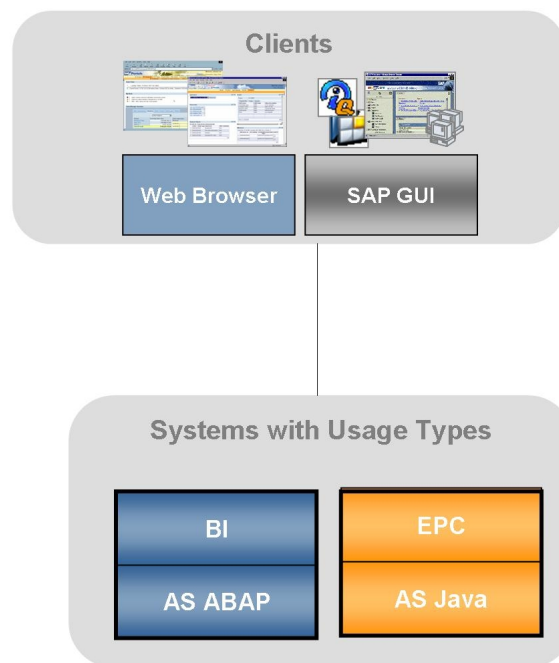 Clients
Web Browser
SAP GUI
Systems with Usage Types
BI
EPC
AS ABAP
AS Java